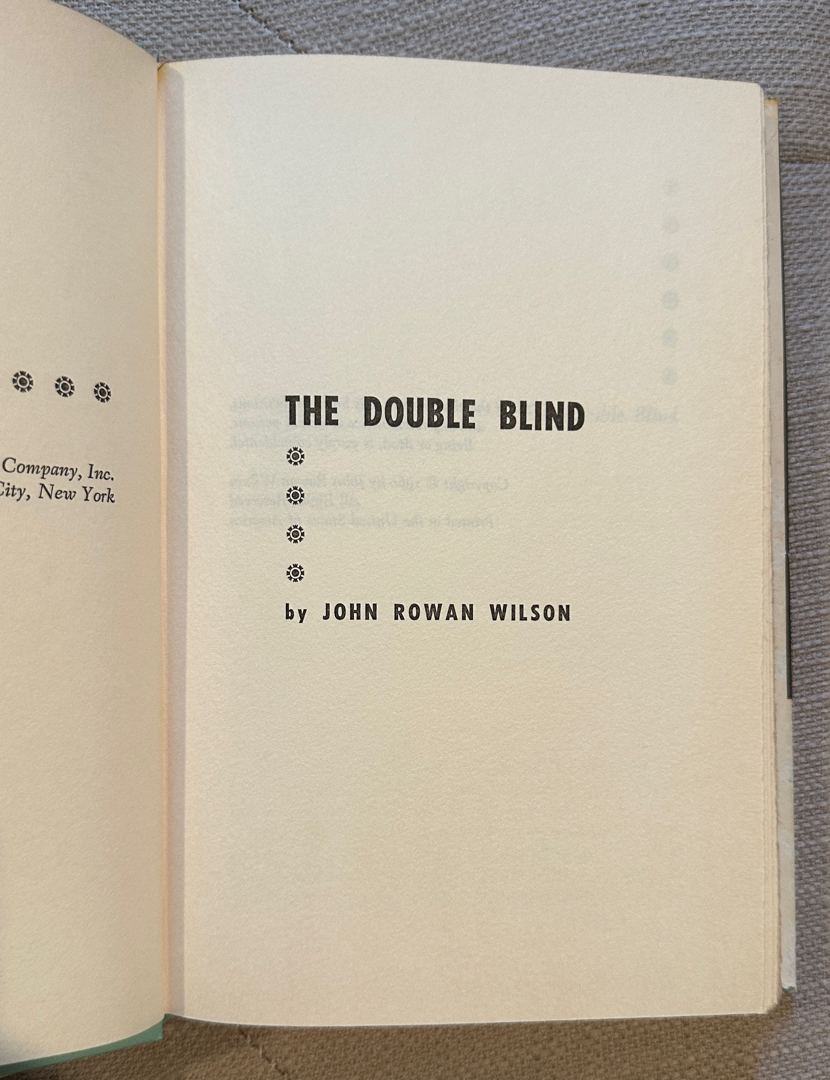 Company, Inc.
City, New York
THE DOUBLE BLIND
by JOHN ROWAN WILSON